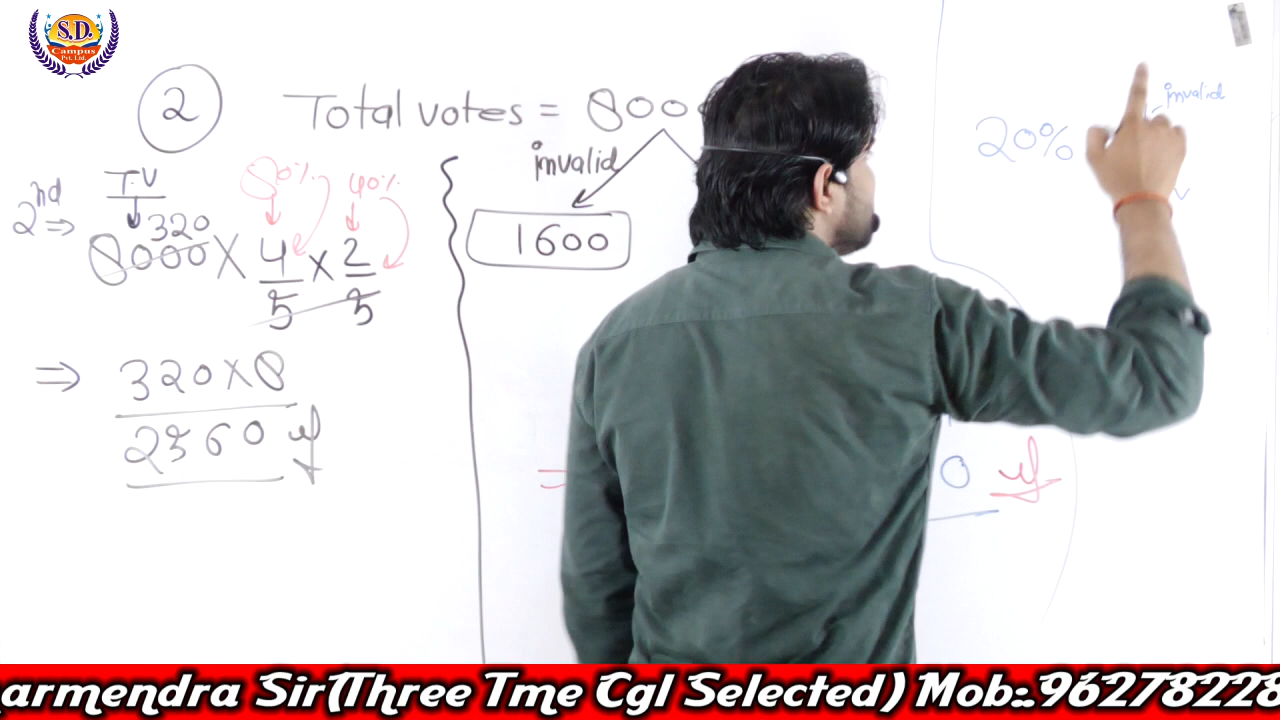 S.D.
Campus
Pvt. Ltd.
2
Total votes = 800
invalid
1600
2nd ⇒
T.V
80%
40%
320
8000 × 4/5 × 2/5
⇒ 320 × 8
2560
20%
invalid
v
=
0
armendra Sir(Three Tme Cgl Selected) Mob:.96278228